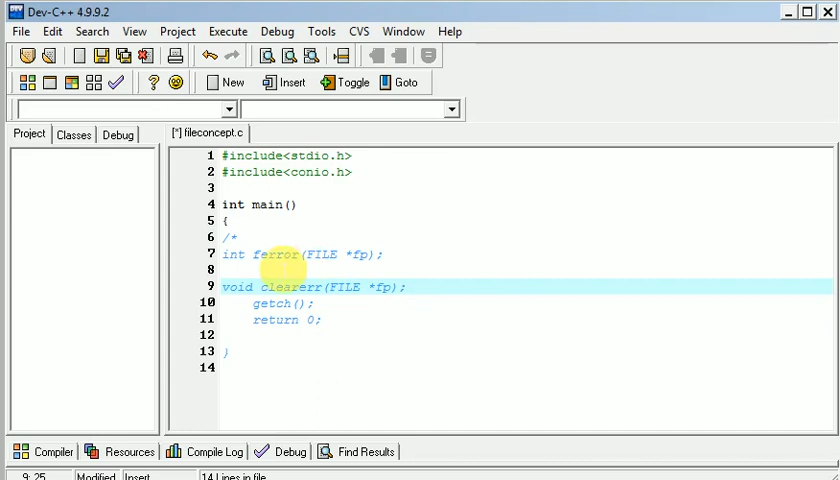 Dev-C++ 4.9.9.2
File Edit Search View Project Execute Debug Tools CVS Window Help
New Insert Toggle Goto
Project Classes Debug [*] fileconcept.c
1 #include<stdio.h>
2 #include<conio.h>
3
4 int main()
5 {
6 /*
7 int ferror(FILE *fp);
8
9 void clearerr(FILE *fp);
10 getch();
11 return 0;
12
13 }
14
Compiler Resources Compile Log Debug Find Results
9: 25 Modified Insert 14 Lines in file